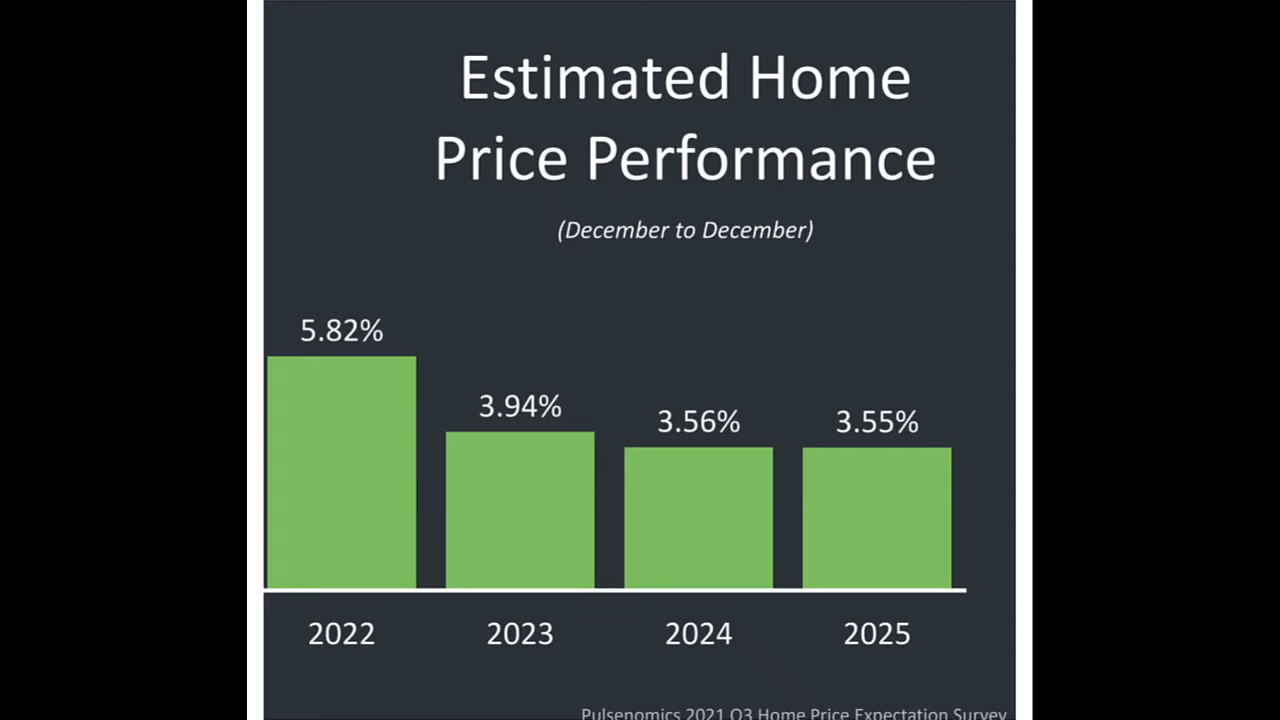 Estimated Home
Price Performance
(December to December)
5.82%
3.94%
3.56%
3.55%
2022
2023
2024
2025
Pulsenomics 2021 Q3 Home Price Expectation Survey